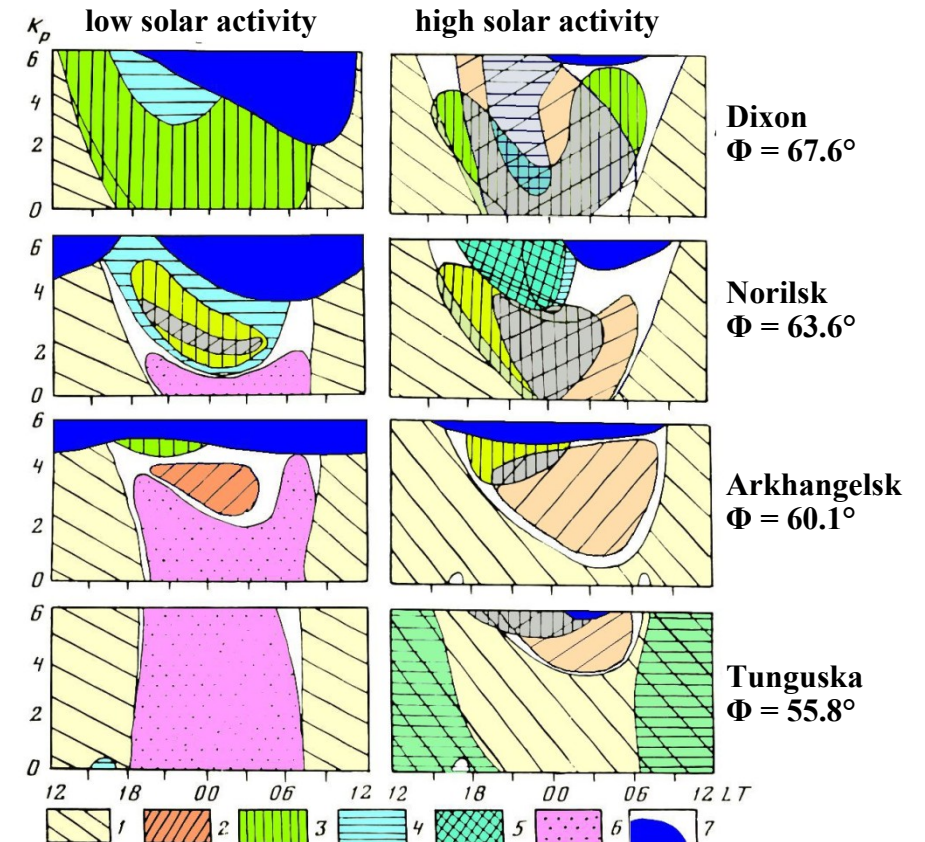 low solar activity high solar activity
Kp
6
4
2
0
Dixon
Φ = 67.6°
6
4
2
0
Norilsk
Φ = 63.6°
6
4
2
0
Arkhangelsk
Φ = 60.1°
6
4
2
0
Tunguska
Φ = 55.8°
12 18 00 06 12 18 00 06 12 LT
1 2 3 4 5 6 7